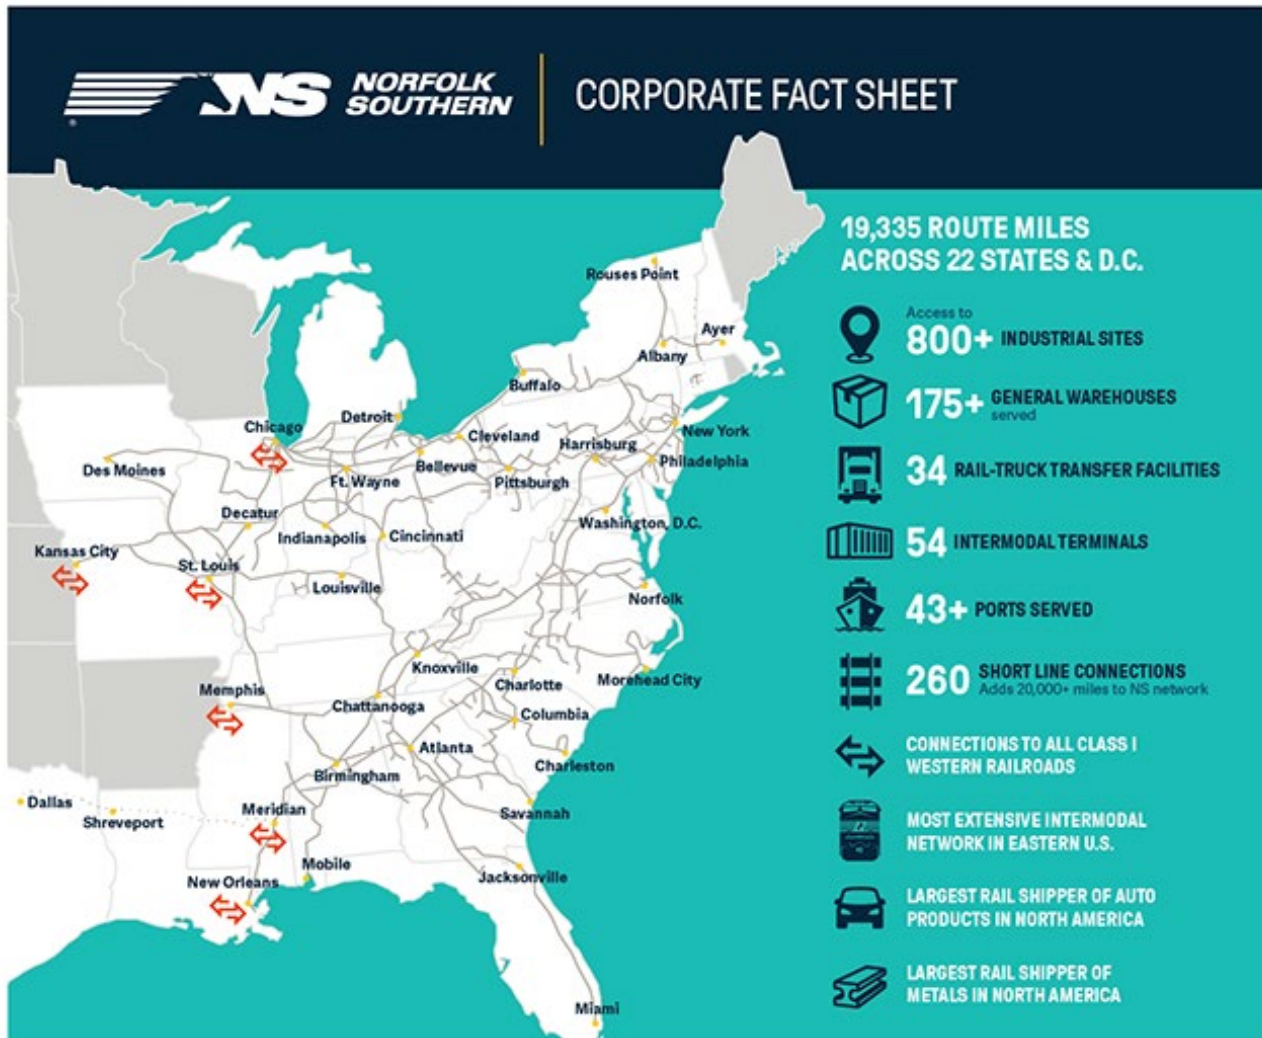 NS NORFOLK
SOUTHERN
CORPORATE FACT SHEET
19,335 ROUTE MILES
ACROSS 22 STATES & D.C.
Access to
800+ INDUSTRIAL SITES
175+ GENERAL WAREHOUSES
served
34 RAIL-TRUCK TRANSFER FACILITIES
54 INTERMODAL TERMINALS
43+ PORTS SERVED
260 SHORT LINE CONNECTIONS
Adds 20,000+ miles to NS network
CONNECTIONS TO ALL CLASS I
WESTERN RAILROADS
MOST EXTENSIVE INTERMODAL
NETWORK IN EASTERN U.S.
LARGEST RAIL SHIPPER OF AUTO
PRODUCTS IN NORTH AMERICA
LARGEST RAIL SHIPPER OF
METALS IN NORTH AMERICA
Rouses Point
Ayer
Albany
Buffalo
Detroit
Chicago
New York
Cleveland
Harrisburg
Philadelphia
Bellevue
Des Moines
Ft. Wayne
Pittsburgh
Decatur
Washington, D.C.
Indianapolis
Cincinnati
Kansas City
St. Louis
Louisville
Norfolk
Knoxville
Morehead City
Charlotte
Memphis
Chattanooga
Columbia
Atlanta
Charleston
Birmingham
Dallas
Meridian
Savannah
Shreveport
Mobile
Jacksonville
New Orleans
Miami